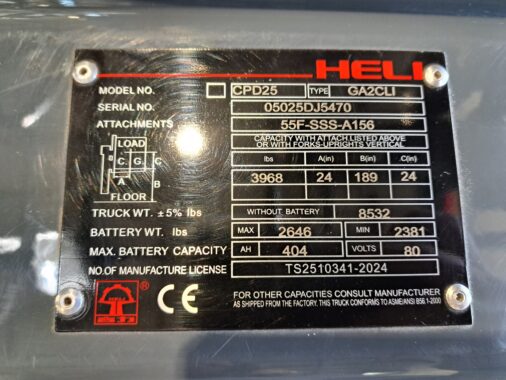 HELI
MODEL NO. CPD25 TYPE GA2CLI
SERIAL NO. 05025DJ5470
ATTACHMENTS 55F-SSS-A156
CAPACITY WITH ATTACH LISTED ABOVE
OR WITH FORKS-UPRIGHTS VERTICAL
LOAD
C G
A
B
C
FLOOR
lbs A(in) B(in) C(in)
3968 24 189 24
TRUCK WT. ±5% lbs WITHOUT BATTERY 8532
BATTERY WT. lbs MAX 2646 MIN 2381
MAX. BATTERY CAPACITY AH 404 VOLTS 80
NO.OF MANUFACTURE LICENSE TS2510341-2024
HELI
® CE
FOR OTHER CAPACITIES CONSULT MANUFACTURER
AS SHIPPED FROM THE FACTORY. THIS TRUCK CONFORMS TO ASME/ANSI B56.1-2000